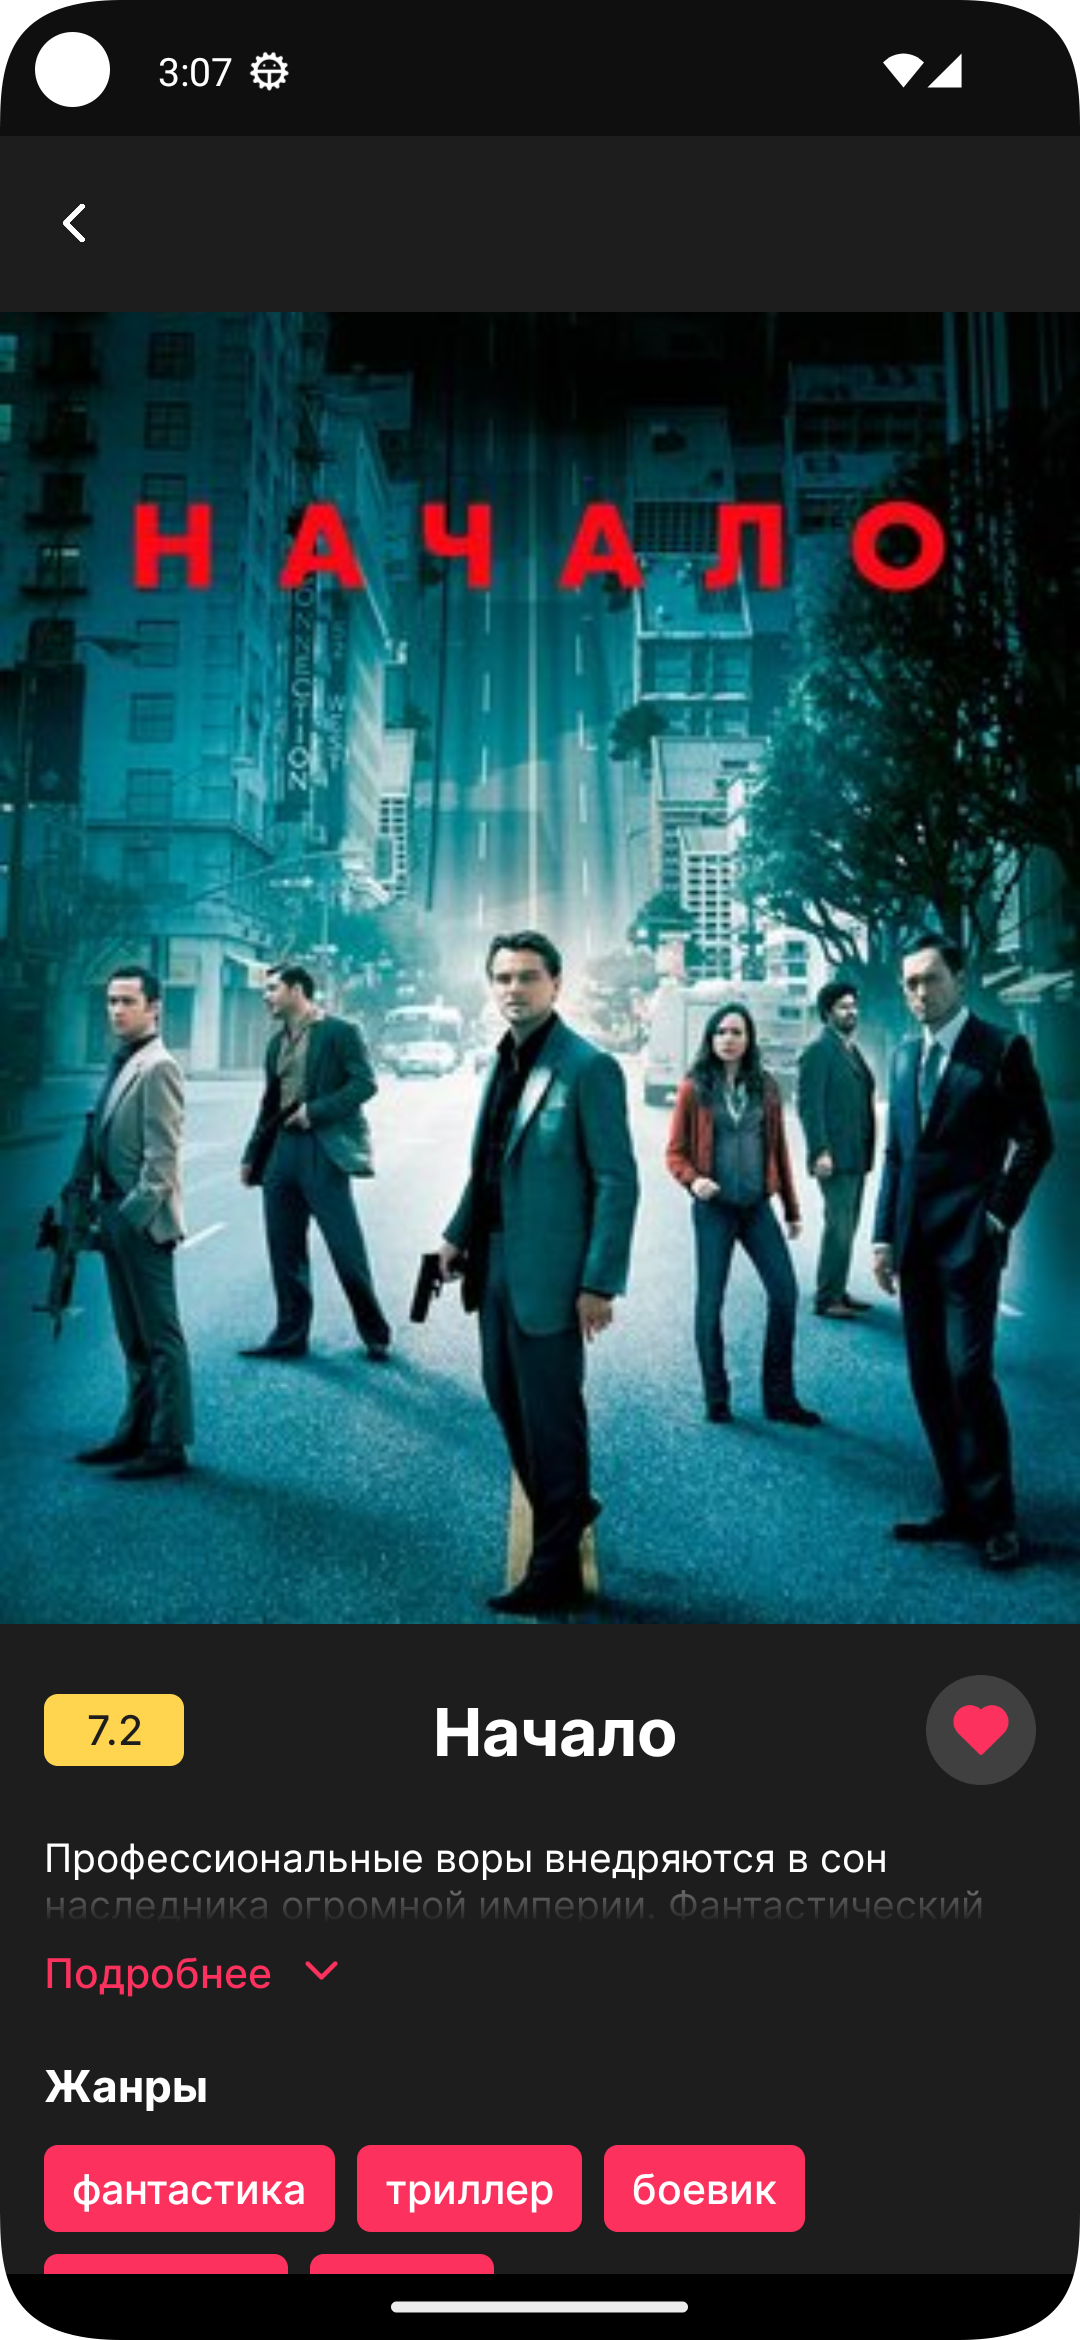 3:07
НАЧАЛО
7.2
Начало
Профессиональные воры внедряются в сон
наследника огромной империи. Фантастический
Подробнее
Жанры
фантастика триллер боевик